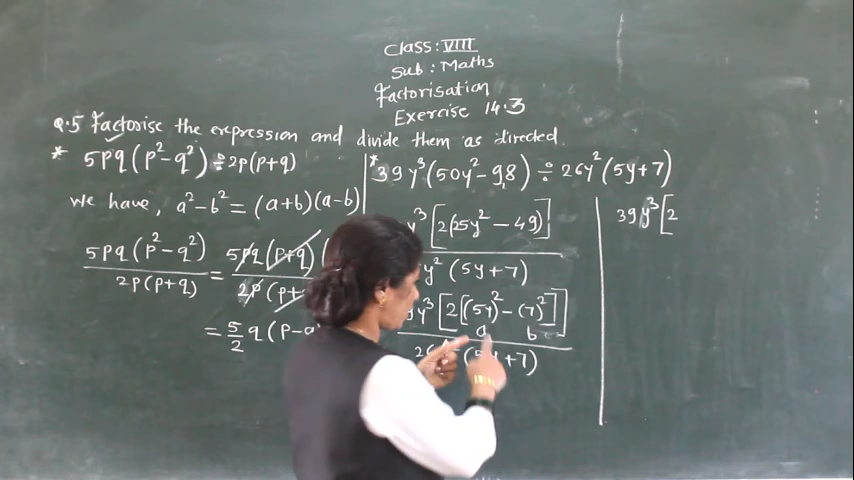 Class: VIII
Sub: Maths
Factorisation
Exercise 14.3
Q.5 Factorise the expression and divide them as directed.
* 5pq(p²-q²)÷2p(p+q)
we have, a²-b²=(a+b)(a-b)
5pq(p²-q²) / 2p(p+q) = 5pq(p+q)
= 5/2 q(p-q)
*39y³(50y²-98) ÷ 26y²(5y+7)
y³[2(25y²-49)]
y²(5y+7)
y³[2[(5y)²-(7)²]]
a b
(5y+7)
39y³[2